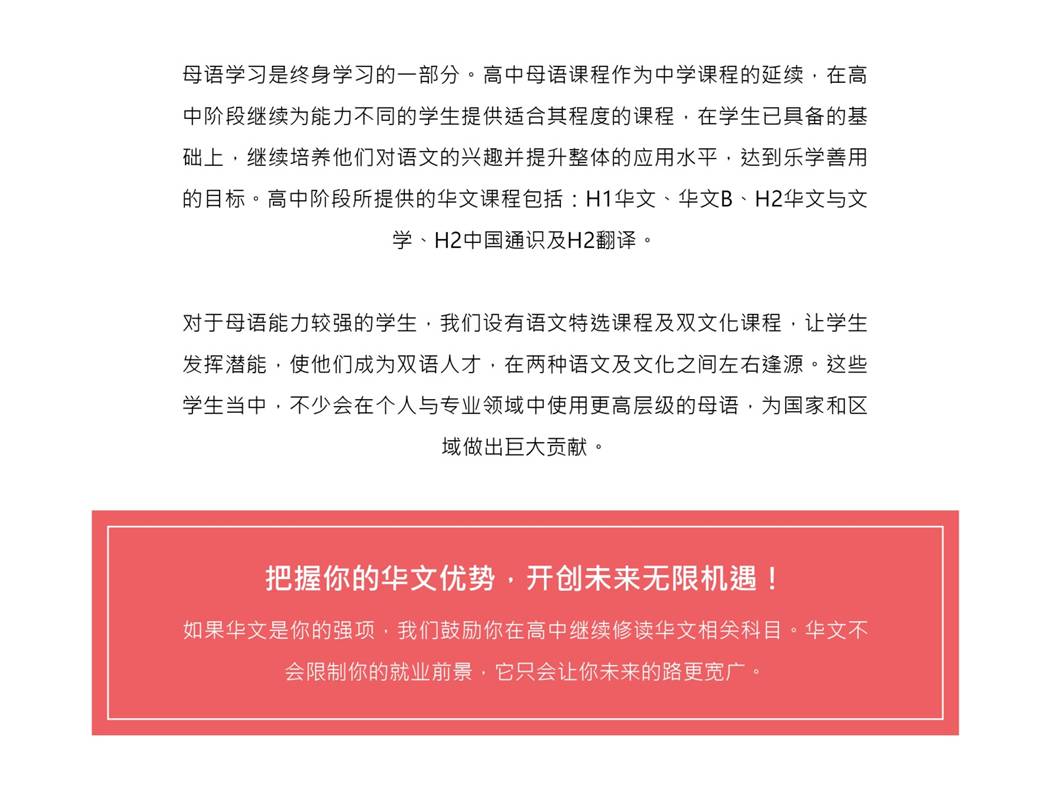 母语学习是终身学习的一部分。高中母语课程作为中学课程的延续，在高
中阶段继续为能力不同的学生提供适合其程度的课程，在学生已具备的基
础上，继续培养他们对语文的兴趣并提升整体的应用水平，达到乐学善用
的目标。高中阶段所提供的华文课程包括：H1华文、华文B、H2华文与文
学、H2中国通识及H2翻译。
对于母语能力较强的学生，我们设有语文特选课程及双文化课程，让学生
发挥潜能，使他们成为双语人才，在两种语文及文化之间左右逢源。这些
学生当中，不少会在个人与专业领域中使用更高层级的母语，为国家和区
域做出巨大贡献。
把握你的华文优势，开创未来无限机遇！
如果华文是你的强项，我们鼓励你在高中继续修读华文相关科目。华文不
会限制你的就业前景，它只会让你未来的路更宽广。